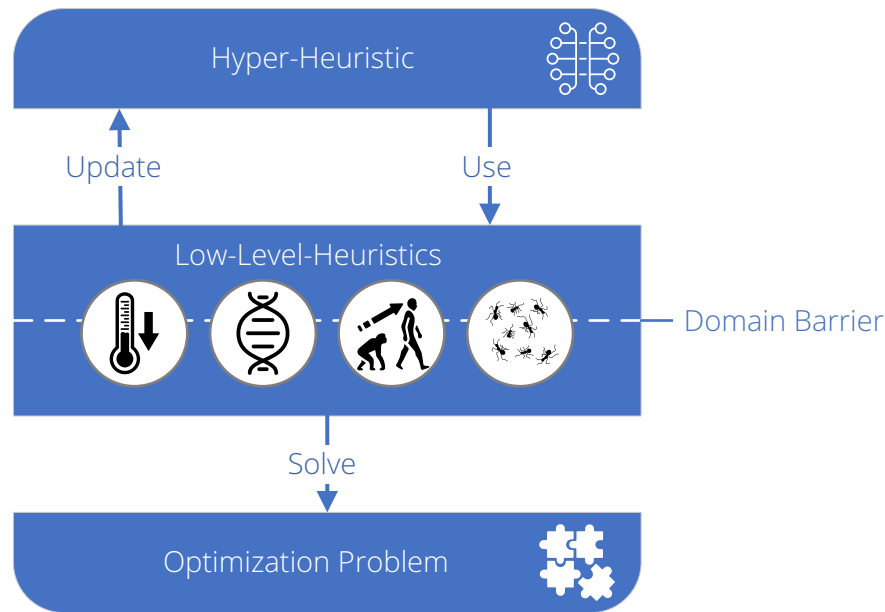 Hyper-Heuristic
Update
Use
Low-Level-Heuristics
Domain Barrier
Solve
Optimization Problem